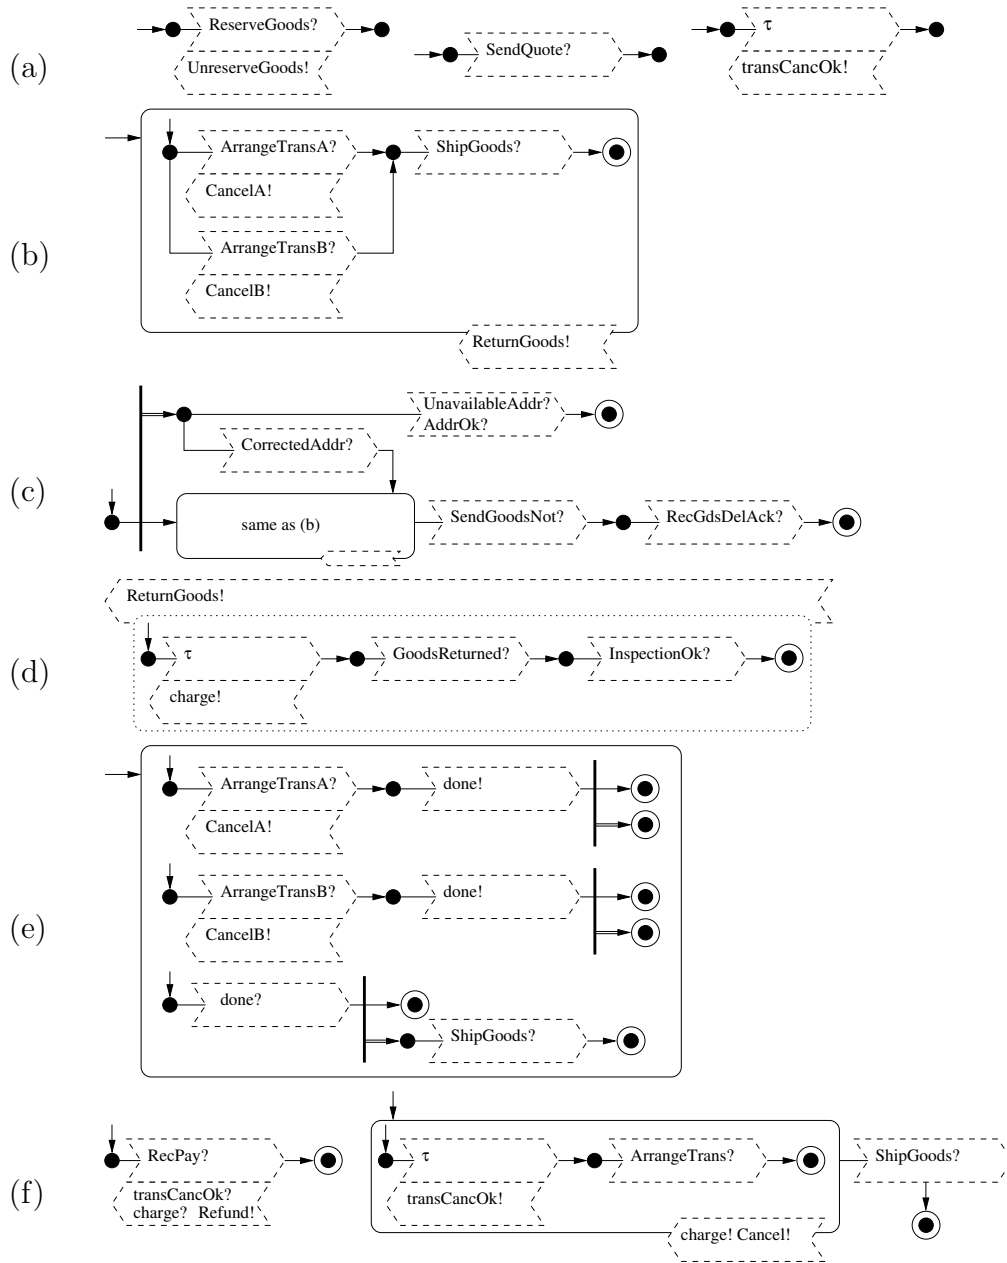 (a)
ReserveGoods?
UnreserveGoods!
SendQuote?
τ
transCancOk!
(b)
ArrangeTransA?
ShipGoods?
CancelA!
ArrangeTransB?
CancelB!
ReturnGoods!
(c)
UnavailableAddr?
AddrOk?
CorrectedAddr?
same as (b)
SendGoodsNot?
RecGdsDelAck?
(d)
ReturnGoods!
τ
GoodsReturned?
InspectionOk?
charge!
(e)
ArrangeTransA?
done!
CancelA!
ArrangeTransB?
done!
CancelB!
done?
ShipGoods?
(f)
RecPay?
transCancOk?
charge? Refund!
τ
ArrangeTrans?
ShipGoods?
transCancOk!
charge! Cancel!